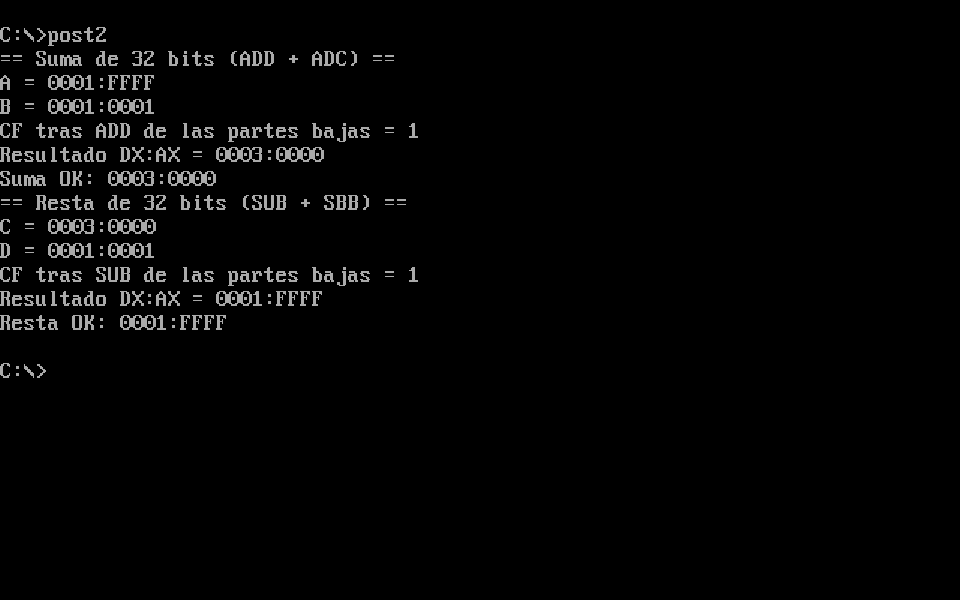 C:\>post2
== Suma de 32 bits (ADD + ADC) ==
A = 0001:FFFF
B = 0001:0001
CF tras ADD de las partes bajas = 1
Resultado DX:AX = 0003:0000
Suma OK: 0003:0000
== Resta de 32 bits (SUB + SBB) ==
C = 0003:0000
D = 0001:0001
CF tras SUB de las partes bajas = 1
Resultado DX:AX = 0001:FFFF
Resta OK: 0001:FFFF
C:\>